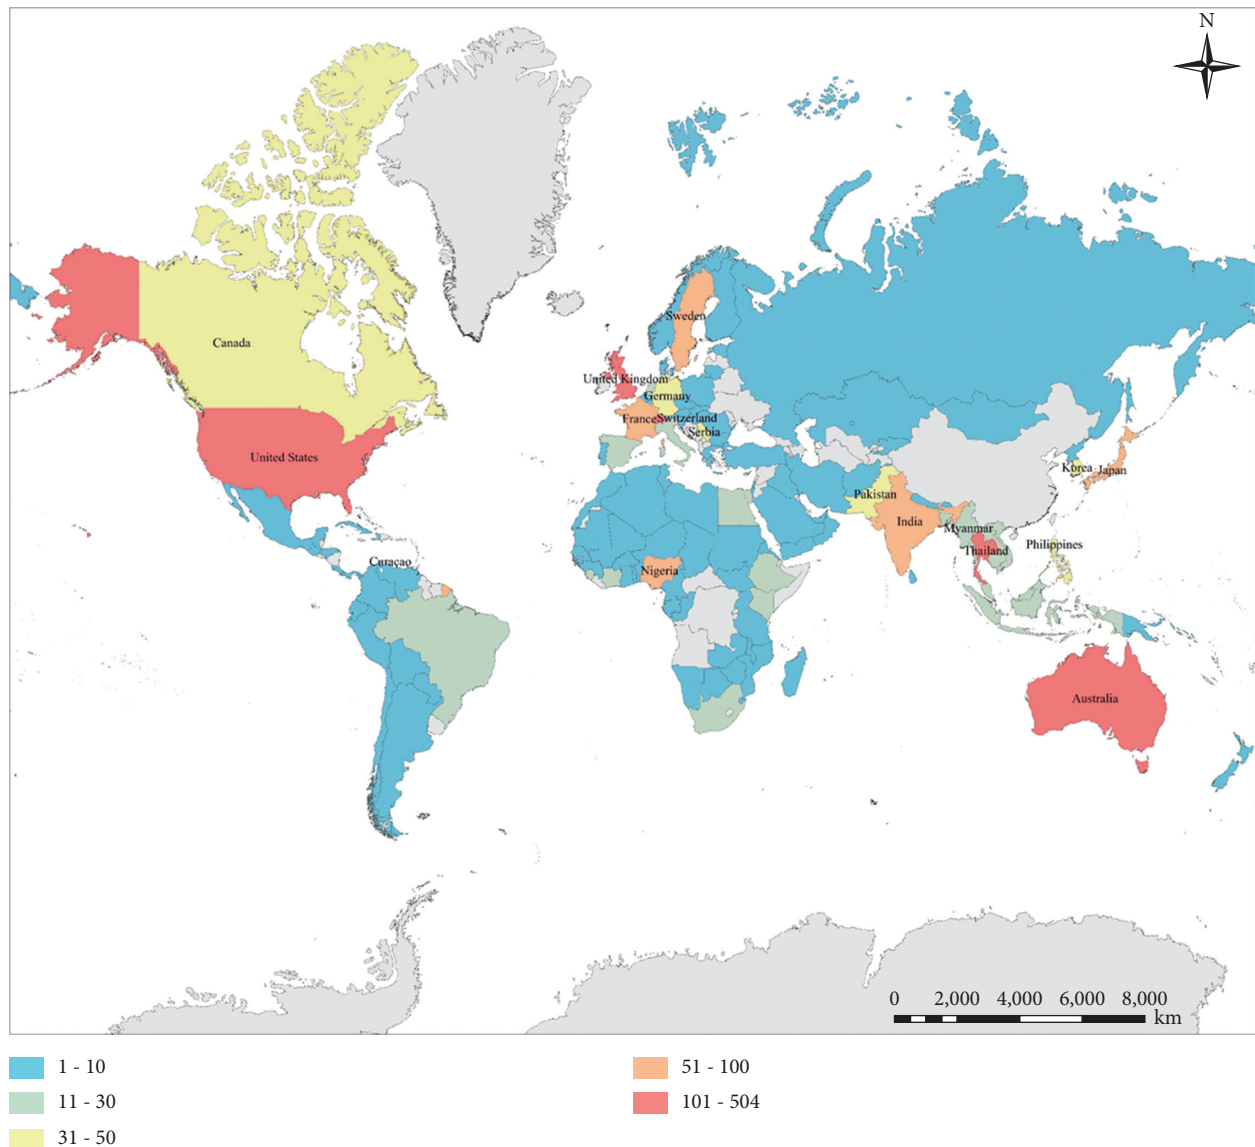 N
Canada
Sweden
United Kingdom
Germany
France
Switzerland
Serbia
United States
Korea
Japan
Pakistan
India
Myanmar
Philippines
Thailand
Curaçao
Nigeria
Australia
0 2,000 4,000 6,000 8,000
km
1 - 10
11 - 30
31 - 50
51 - 100
101 - 504